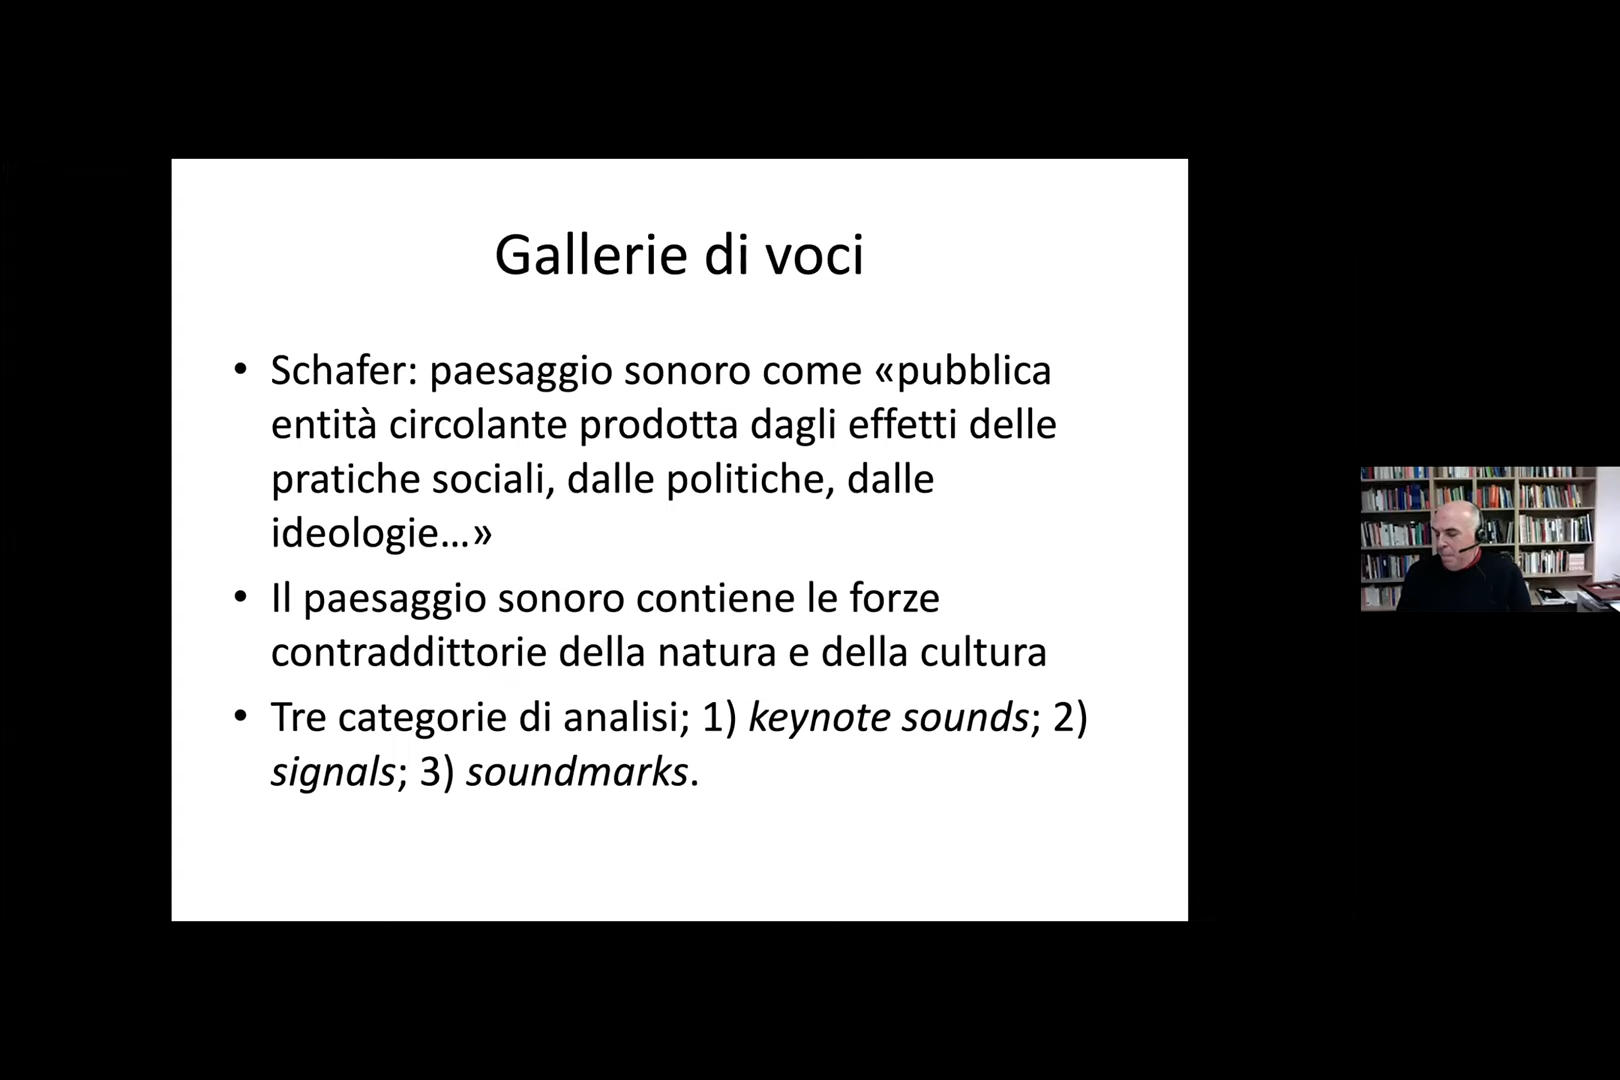 Gallerie di voci
• Schafer: paesaggio sonoro come «pubblica
entità circolante prodotta dagli effetti delle
pratiche sociali, dalle politiche, dalle
ideologie…»
• Il paesaggio sonoro contiene le forze
contraddittorie della natura e della cultura
• Tre categorie di analisi; 1) keynote sounds; 2)
signals; 3) soundmarks.